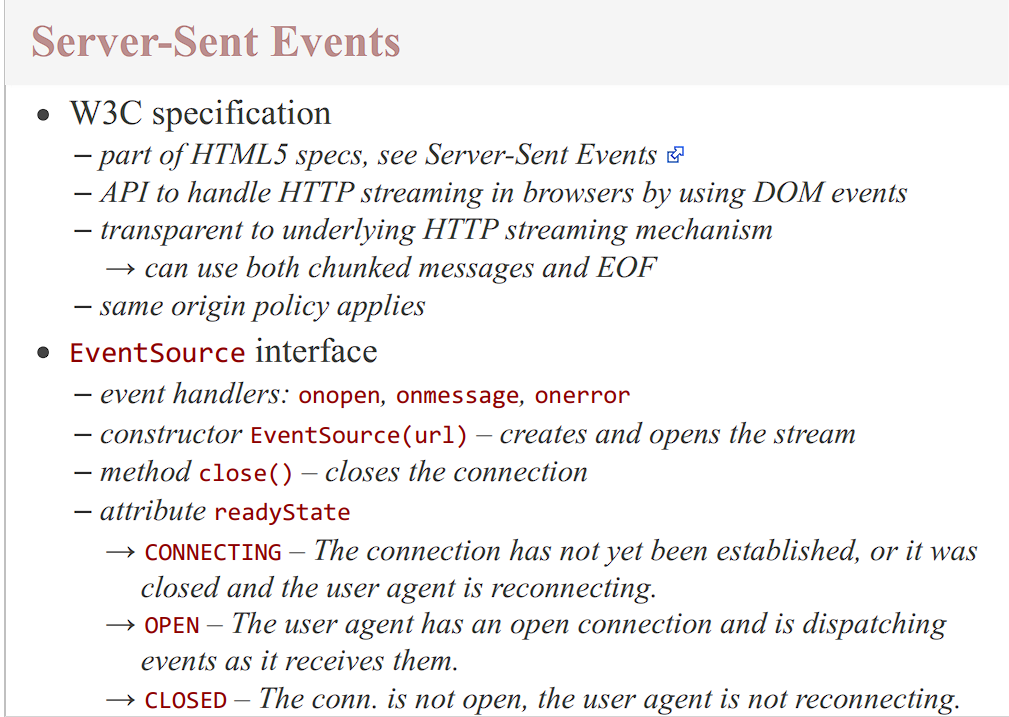 Server-Sent Events
• W3C specification
– part of HTML5 specs, see Server-Sent Events
– API to handle HTTP streaming in browsers by using DOM events
– transparent to underlying HTTP streaming mechanism
→ can use both chunked messages and EOF
– same origin policy applies
• EventSource interface
– event handlers: onopen, onmessage, onerror
– constructor EventSource(url) – creates and opens the stream
– method close() – closes the connection
– attribute readyState
→ CONNECTING – The connection has not yet been established, or it was
closed and the user agent is reconnecting.
→ OPEN – The user agent has an open connection and is dispatching
events as it receives them.
→ CLOSED – The conn. is not open, the user agent is not reconnecting.